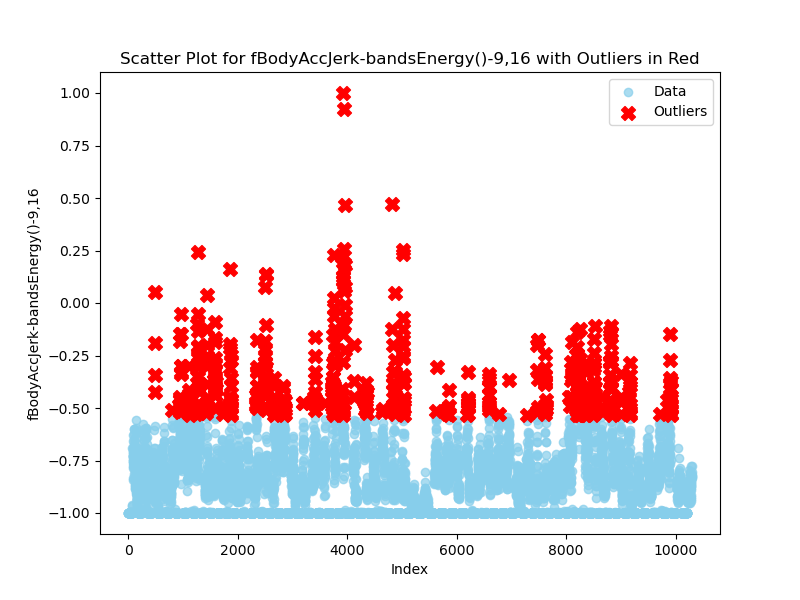 Scatter Plot for fBodyAccJerk-bandsEnergy()-9,16 with Outliers in Red
Data
Outliers
fBodyAccJerk-bandsEnergy()-9,16
1.00
0.75
0.50
0.25
0.00
−0.25
−0.50
−0.75
−1.00
0 2000 4000 6000 8000 10000
Index